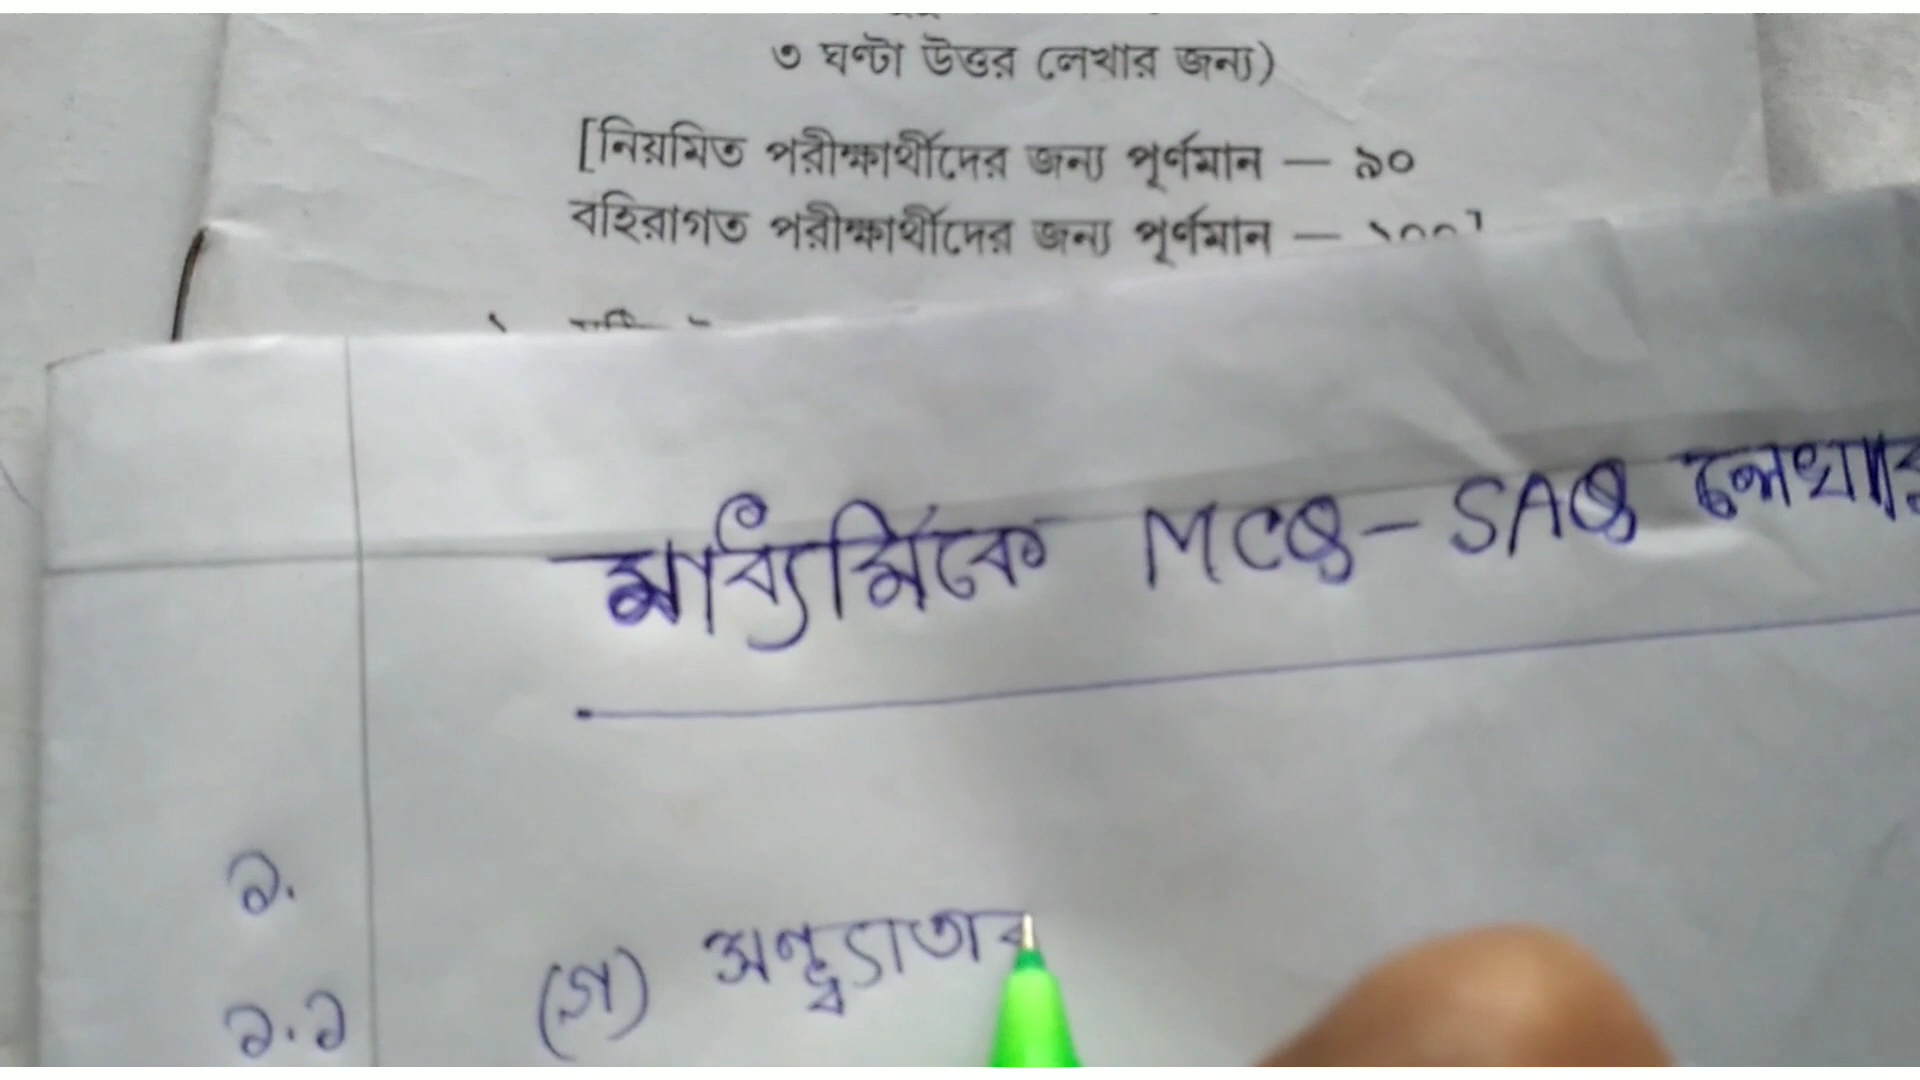 ৩ ঘণ্টা উত্তর লেখার জন্য)
[নিয়মিত পরীক্ষার্থীদের জন্য পূর্ণমান — ৯০
বহিরাগত পরীক্ষার্থীদের জন্য পূর্ণমান — ১০০]
মাধ্যমিকে MCQ-SAQ লেখার
১.
১.১ (গ)